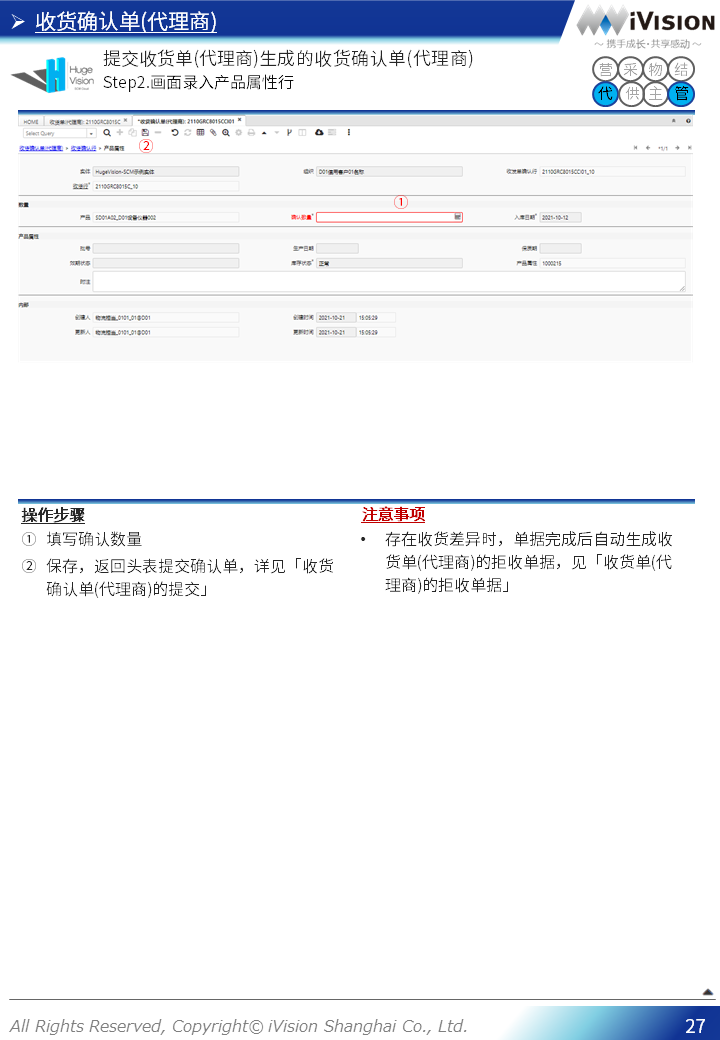 ➢ 收货确认单(代理商)
iVISION
～ 携手成长·共享感动 ～
Huge
Vision
提交收货单(代理商)生成的收货确认单(代理商)
Step2.画面录入产品属性行
营 采 物 结
代 供 主 管
HOME 收货单(代理商): 2110GRC8015C × *收货确认单(代理商): 2110GRC8015CCI01 ×
Select Query
②
收货确认单(代理商) > 收货确认行 > 产品属性 *1/1
实体 HugeVision-SCM示例实体 组织 D01信用客户01名称 收货单确认行 2110GRC8015CCI01_10
收货行* 2110GRC8015C_10
①
数量
产品 SD01A02_D01设备仪器002 确认数量* 入库日期* 2021-10-12
产品属性
批号 生产日期 保质期
效期状态 库存状态* 正常 产品属性 1000215
附注
内部
创建人 物流担当_0101_01@D01 创建时间 2021-10-21 15:05:29
更新人 物流担当_0101_01@D01 更新时间 2021-10-21 15:05:29
操作步骤
① 填写确认数量
② 保存，返回头表提交确认单，详见「收货
确认单(代理商)的提交」
注意事项
• 存在收货差异时，单据完成后自动生成收
货单(代理商)的拒收单据，见「收货单(代
理商)的拒收单据」
All Rights Reserved, Copyright© iVision Shanghai Co., Ltd.
27